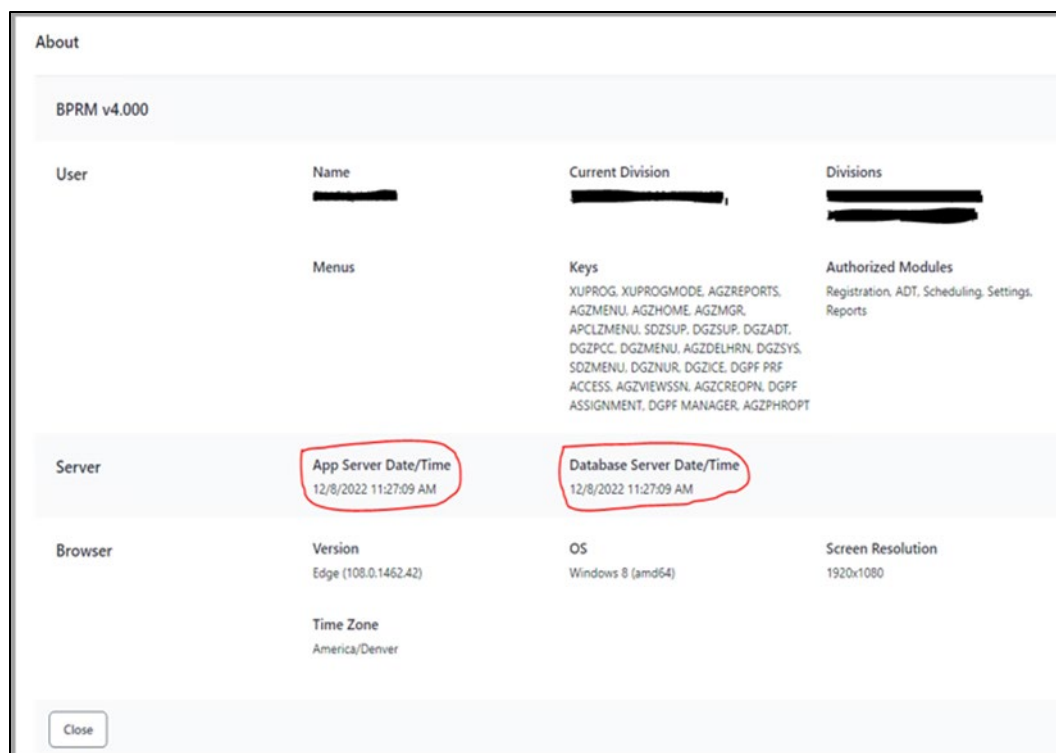 About
BPRM v4.000
User
Name
Current Division
Divisions
,
Menus
Keys
XUPROG, XUPROGMODE, AGZREPORTS,
AGZMENU, AGZHOME, AGZMGR,
APCLZMENU, SDZSUP, DGZSUP, DGZADT,
DGZPCC, DGZMENU, AGZDELHRN, DGZSYS,
SDZMENU, DGZNUR, DGZICE, DGPF PRF
ACCESS, AGZVIEWSSN, AGZCREOPN, DGPF
ASSIGNMENT, DGPF MANAGER, AGZPHROPT
Authorized Modules
Registration, ADT, Scheduling, Settings,
Reports
Server
App Server Date/Time
12/8/2022 11:27:09 AM
Database Server Date/Time
12/8/2022 11:27:09 AM
Browser
Version
Edge (108.0.1462.42)
OS
Windows 8 (amd64)
Screen Resolution
1920x1080
Time Zone
America/Denver
Close